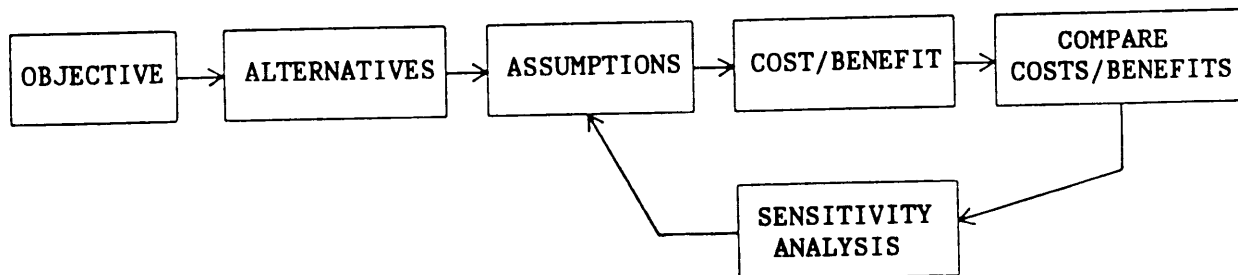 OBJECTIVE
ALTERNATIVES
ASSUMPTIONS
COST/BENEFIT
COMPARE
COSTS/BENEFITS
SENSITIVITY
ANALYSIS